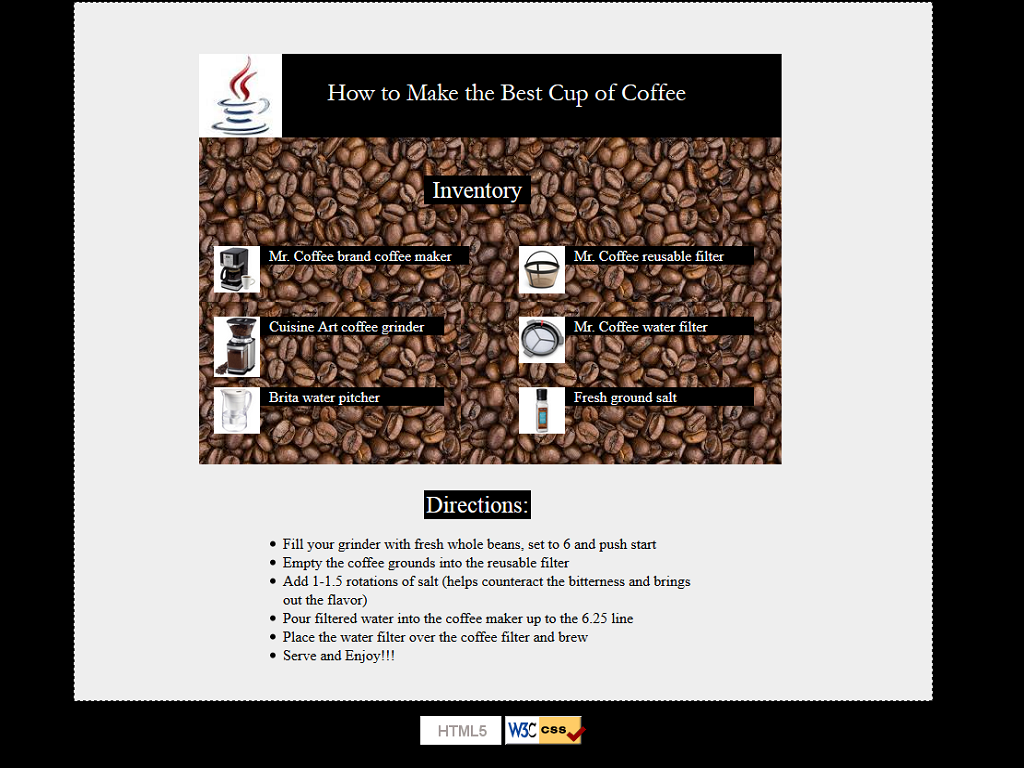 How to Make the Best Cup of Coffee
Inventory
Mr. Coffee brand coffee maker
Mr. Coffee reusable filter
Cuisine Art coffee grinder
Mr. Coffee water filter
Brita water pitcher
Fresh ground salt
Directions:
• Fill your grinder with fresh whole beans, set to 6 and push start
• Empty the coffee grounds into the reusable filter
• Add 1-1.5 rotations of salt (helps counteract the bitterness and brings
out the flavor)
• Pour filtered water into the coffee maker up to the 6.25 line
• Place the water filter over the coffee filter and brew
• Serve and Enjoy!!!
HTML5
W3C css